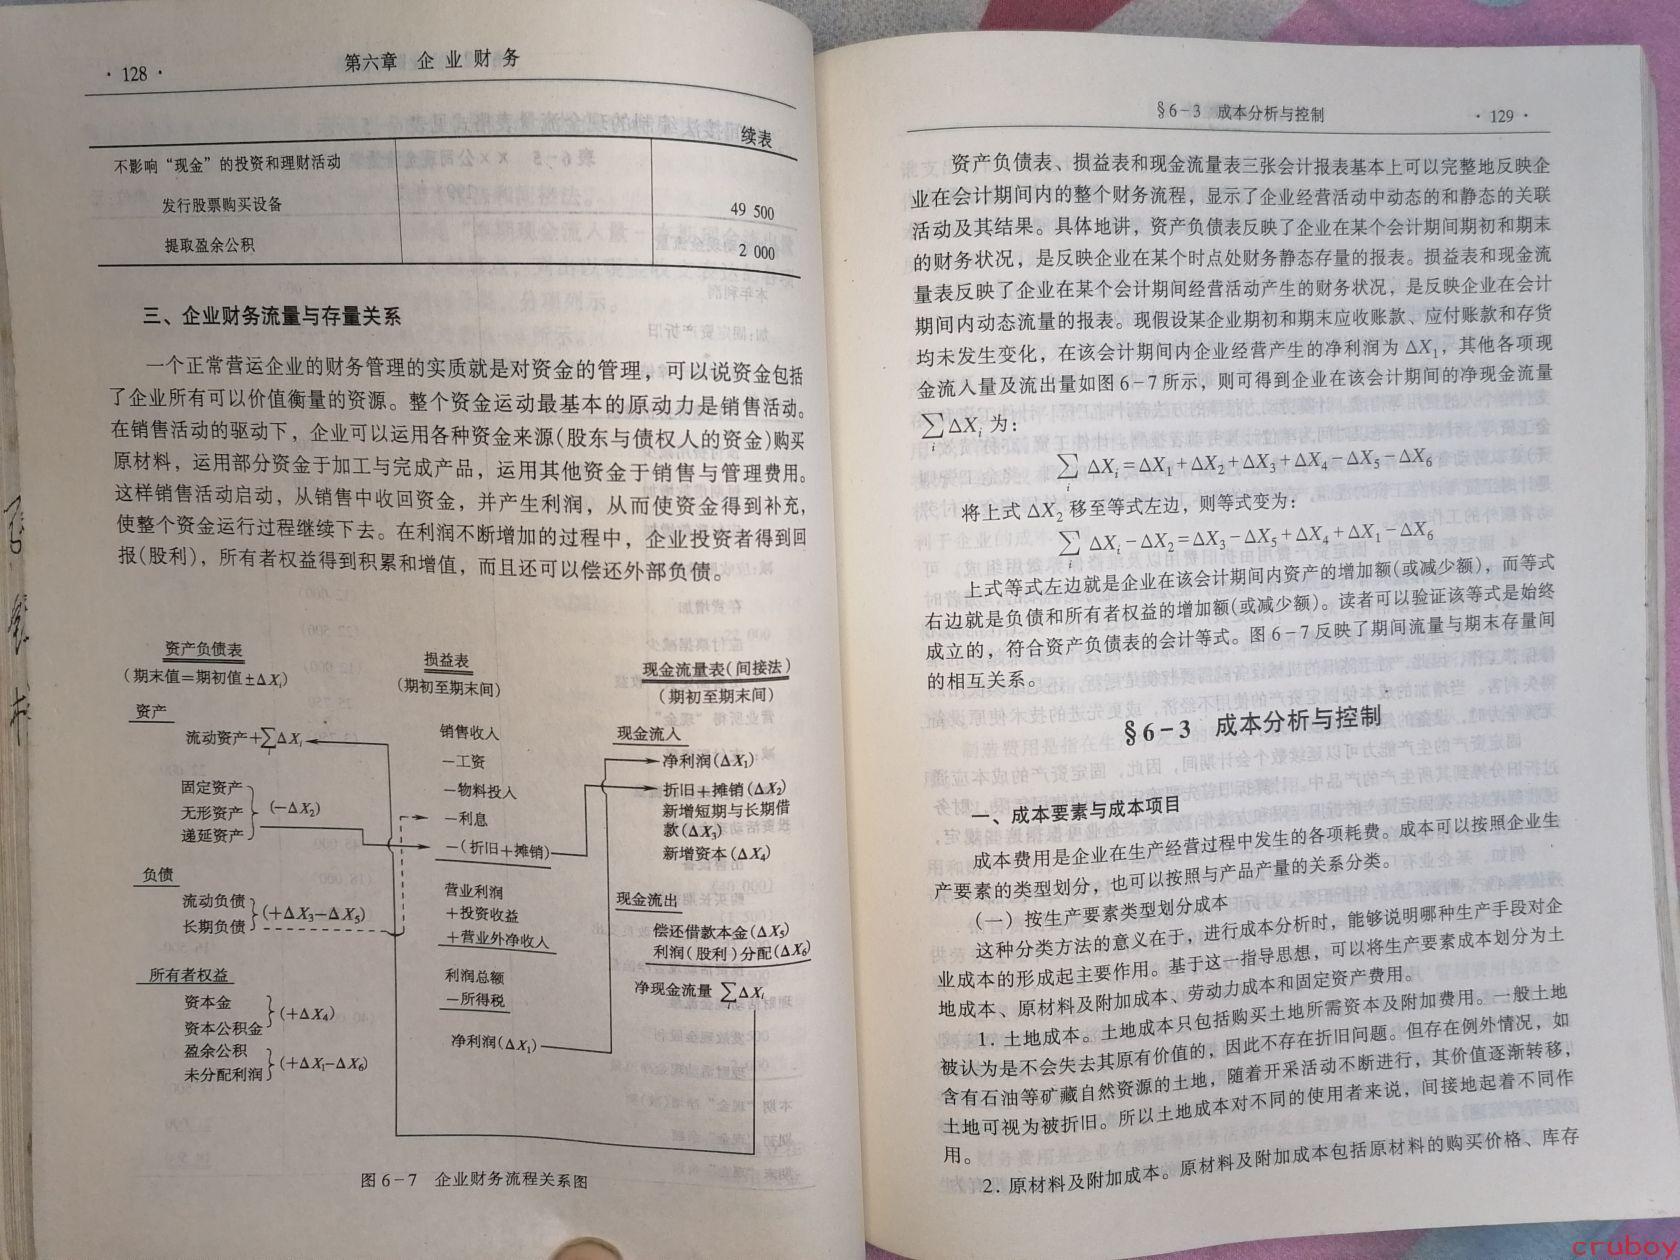 · 128 ·
第六章 企业财务
续表
不影响“现金”的投资和理财活动
发行股票购买设备
49 500
提取盈余公积
2 000
三、企业财务流量与存量关系
一个正常营运企业的财务管理的实质就是对资金的管理，可以说资金包括
了企业所有可以价值衡量的资源。整个资金运动最基本的原动力是销售活动。
在销售活动的驱动下，企业可以运用各种资金来源(股东与债权人的资金)购买
原材料，运用部分资金于加工与完成产品，运用其他资金于销售与管理费用。
这样销售活动启动，从销售中收回资金，并产生利润，从而使资金得到补充，
使整个资金运行过程继续下去。在利润不断增加的过程中，企业投资者得到回
报(股利)，所有者权益得到积累和增值，而且还可以偿还外部负债。
资产负债表
(期末值=期初值±ΔXᵢ)
资产
流动资产+∑ΔXᵢ
固定资产
无形资产
递延资产
(-ΔX₂)
负债
流动负债
长期负债
(+ΔX₃-ΔX₅)
所有者权益
资本金
资本公积金
(+ΔX₄)
盈余公积
未分配利润
(+ΔX₁-ΔX₆)
损益表
(期初至期末间)
销售收入
-工资
-物料投入
-利息
-(折旧+摊销)
营业利润
+投资收益
+营业外净收入
利润总额
-所得税
净利润(ΔX₁)
现金流量表(间接法)
(期初至期末间)
现金流入
净利润(ΔX₁)
折旧+摊销(ΔX₂)
新增短期与长期借
款(ΔX₃)
新增资本(ΔX₄)
现金流出
偿还借款本金(ΔX₅)
利润(股利)分配(ΔX₆)
净现金流量 ∑ΔXᵢ
图 6-7 企业财务流程关系图
§6-3 成本分析与控制
· 129 ·
资产负债表、损益表和现金流量表三张会计报表基本上可以完整地反映企
业在会计期间内的整个财务流程，显示了企业经营活动中动态的和静态的关联
活动及其结果。具体地讲，资产负债表反映了企业在某个会计期间期初和期末
的财务状况，是反映企业在某个时点处财务静态存量的报表。损益表和现金流
量表反映了企业在某个会计期间经营活动产生的财务状况，是反映企业在会计
期间内动态流量的报表。现假设某企业期初和期末应收账款、应付账款和存货
均未发生变化，在该会计期间内企业经营产生的净利润为 ΔX₁，其他各项现
金流入量及流出量如图 6-7 所示，则可得到企业在该会计期间的净现金流量
∑ΔXᵢ 为：
i
∑ ΔXᵢ = ΔX₁ + ΔX₂ + ΔX₃ + ΔX₄ - ΔX₅ - ΔX₆
i
将上式 ΔX₂ 移至等式左边，则等式变为：
∑ ΔXᵢ - ΔX₂ = ΔX₃ - ΔX₅ + ΔX₄ + ΔX₁ - ΔX₆
i
上式等式左边就是企业在该会计期间内资产的增加额(或减少额)，而等式
右边就是负债和所有者权益的增加额(或减少额)。读者可以验证该等式是始终
成立的，符合资产负债表的会计等式。图 6-7 反映了期间流量与期末存量间
的相互关系。
§6-3 成本分析与控制
一、成本要素与成本项目
成本费用是企业在生产经营过程中发生的各项耗费。成本可以按照企业生
产要素的类型划分，也可以按照与产品产量的关系分类。
(一) 按生产要素类型划分成本
这种分类方法的意义在于，进行成本分析时，能够说明哪种生产手段对企
业成本的形成起主要作用。基于这一指导思想，可以将生产要素成本划分为土
地成本、原材料及附加成本、劳动力成本和固定资产费用。
1. 土地成本。土地成本只包括购买土地所需资本及附加费用。一般土地
被认为是不会失去其原有价值的，因此不存在折旧问题。但存在例外情况，如
含有石油等矿藏自然资源的土地，随着开采活动不断进行，其价值逐渐转移，
土地可视为被折旧。所以土地成本对不同的使用者来说，间接地起着不同作
用。
2. 原材料及附加成本。原材料及附加成本包括原材料的购买价格、库存
cruboy